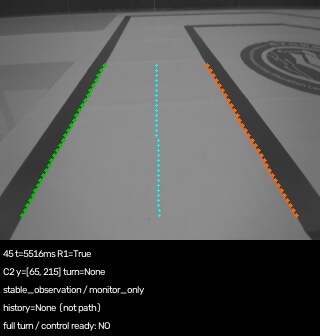 45 t=5516ms R1=True
C2 y=[65, 215] turn=None
stable_observation / monitor_only
history=None (not path)
full turn / control ready: NO